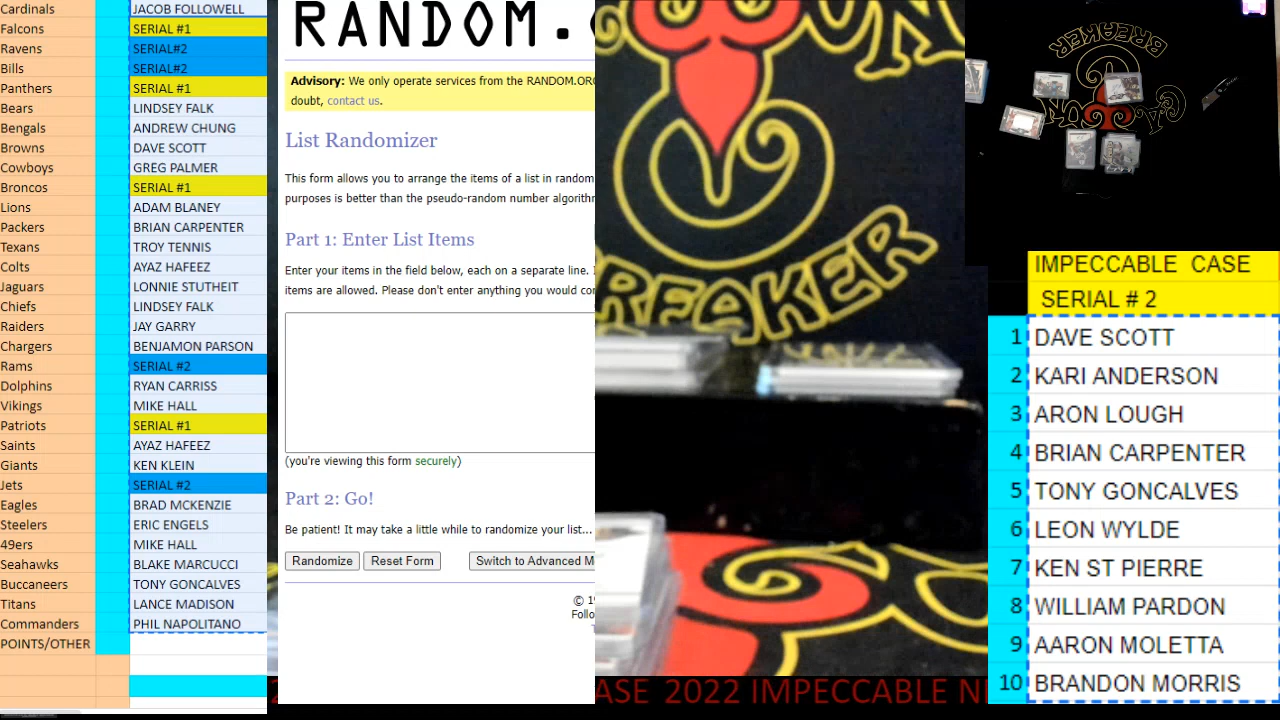 Cardinals JACOB FOLLOWELL
Falcons SERIAL #1
Ravens SERIAL#2
Bills SERIAL#2
Panthers SERIAL #1
Bears LINDSEY FALK
Bengals ANDREW CHUNG
Browns DAVE SCOTT
Cowboys GREG PALMER
Broncos SERIAL #1
Lions ADAM BLANEY
Packers BRIAN CARPENTER
Texans TROY TENNIS
Colts AYAZ HAFEEZ
Jaguars LONNIE STUTHEIT
Chiefs LINDSEY FALK
Raiders JAY GARRY
Chargers BENJAMON PARSON
Rams SERIAL #2
Dolphins RYAN CARRISS
Vikings MIKE HALL
Patriots SERIAL #1
Saints AYAZ HAFEEZ
Giants KEN KLEIN
Jets SERIAL #2
Eagles BRAD MCKENZIE
Steelers ERIC ENGELS
49ers MIKE HALL
Seahawks BLAKE MARCUCCI
Buccaneers TONY GONCALVES
Titans LANCE MADISON
Commanders PHIL NAPOLITANO
POINTS/OTHER
RANDOM.
Advisory: We only operate services from the RANDOM.ORG
doubt, contact us.
List Randomizer
This form allows you to arrange the items of a list in random
purposes is better than the pseudo-random number algorithm
Part 1: Enter List Items
Enter your items in the field below, each on a separate line.
items are allowed. Please don't enter anything you would con
(you're viewing this form securely)
Part 2: Go!
Be patient! It may take a little while to randomize your list...
Randomize Reset Form Switch to Advanced M
© 19
Follo
BREAKER
BREAKER
ASE 2022 IMPECCABLE N
IMPECCABLE CASE
SERIAL # 2
1 DAVE SCOTT
2 KARI ANDERSON
3 ARON LOUGH
4 BRIAN CARPENTER
5 TONY GONCALVES
6 LEON WYLDE
7 KEN ST PIERRE
8 WILLIAM PARDON
9 AARON MOLETTA
10 BRANDON MORRIS